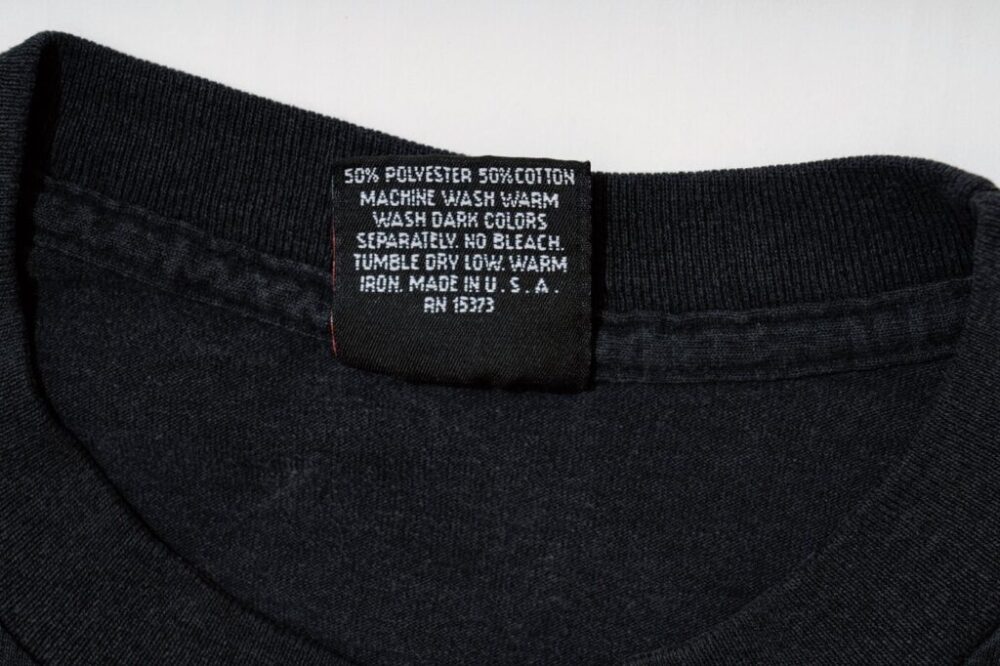 50% POLYESTER 50%COTTON
MACHINE WASH WARM
WASH DARK COLORS
SEPARATELY. NO BLEACH.
TUMBLE DRY LOW. WARM
IRON. MADE IN U.S.A.
RN 15373